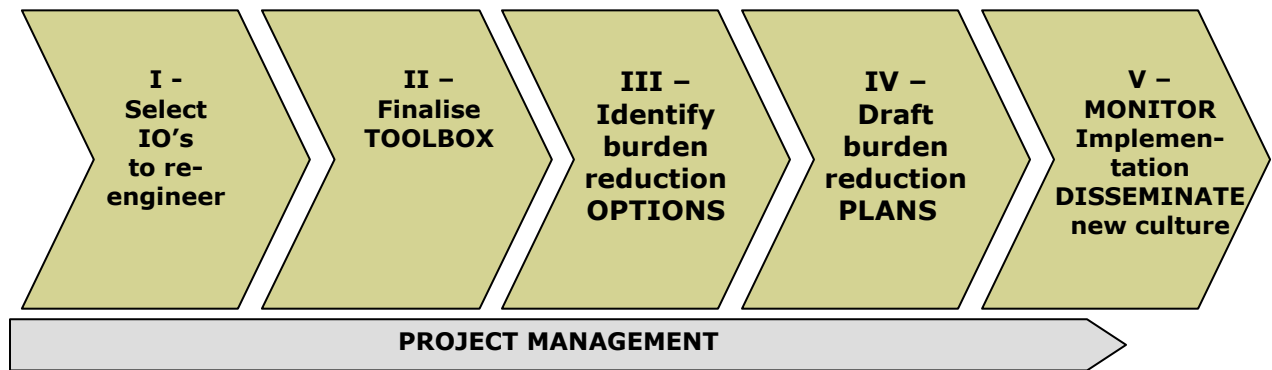 I -
Select
IO's
to re-
engineer
II –
Finalise
TOOLBOX
III –
Identify
burden
reduction
OPTIONS
IV –
Draft
burden
reduction
PLANS
V –
MONITOR
Implemen-
tation
DISSEMINATE
new culture
PROJECT MANAGEMENT